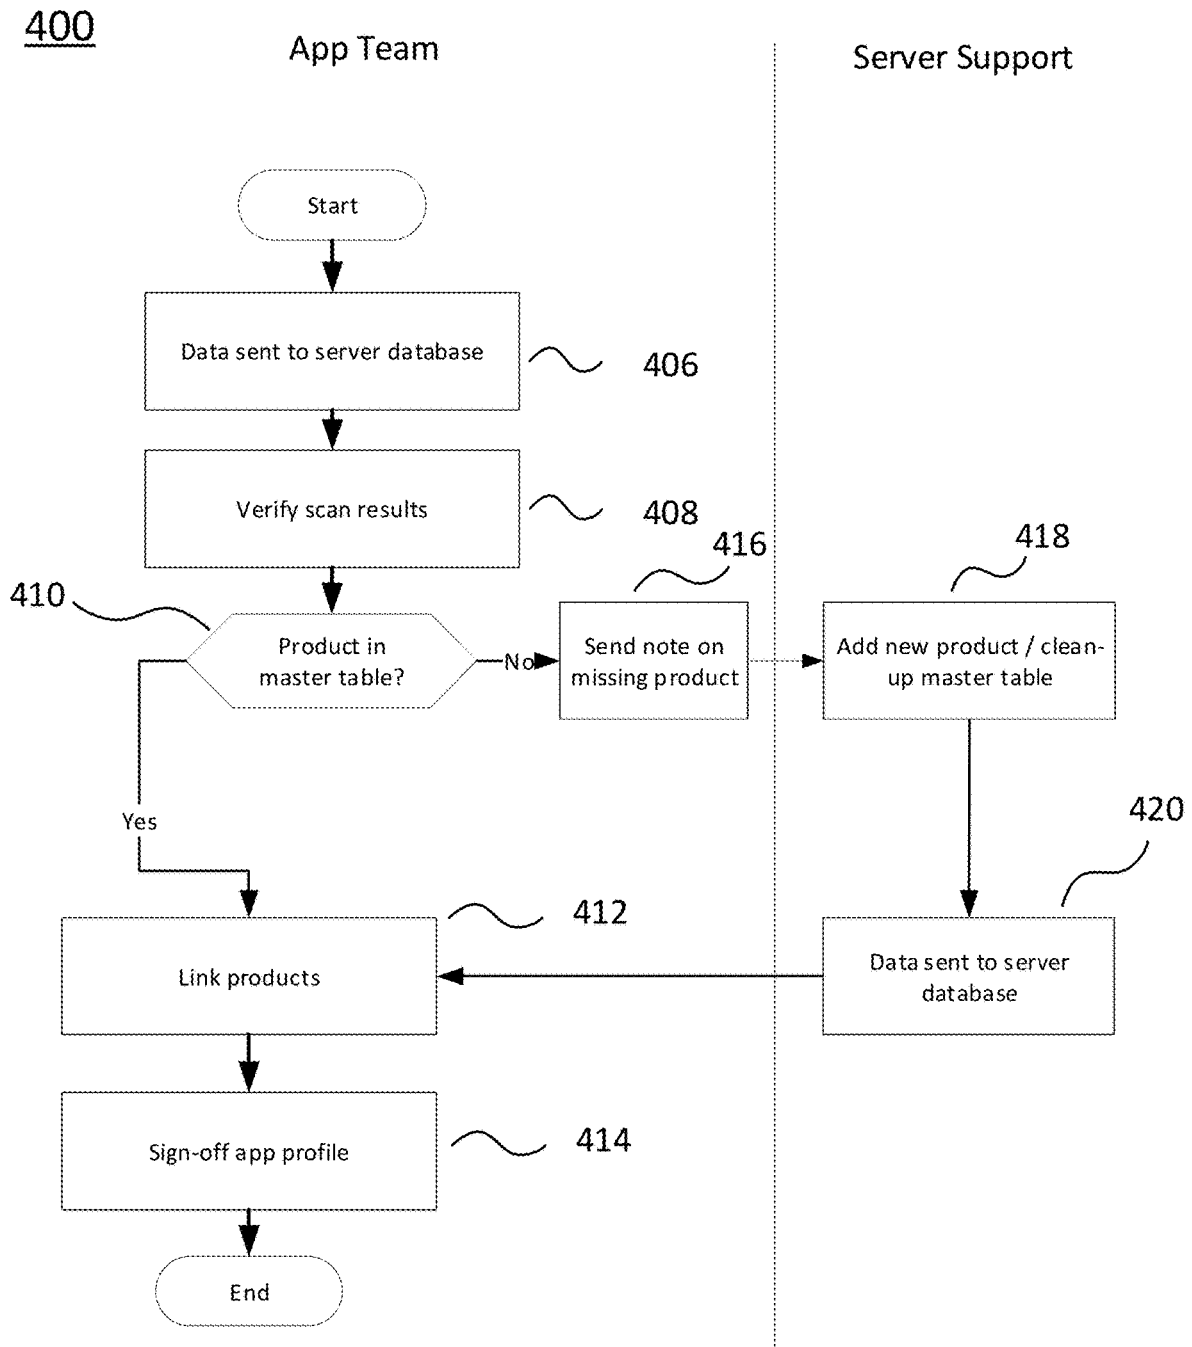 400
App Team
Server Support
Start
Data sent to server database
406
Verify scan results
408
410
Product in
master table?
No
416
Send note on
missing product
418
Add new product / clean-
up master table
Yes
420
Data sent to server
database
412
Link products
Sign-off app profile
414
End